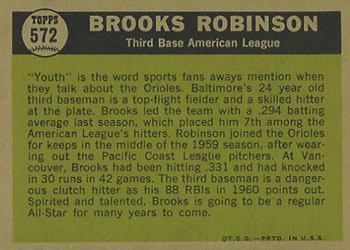 TOPPS
572
BROOKS ROBINSON
Third Base American League
"Youth" is the word sports fans aways mention when
they talk about the Orioles. Baltimore's 24 year old
third baseman is a top-flight fielder and a skilled hitter
at the plate. Brooks led the team with a .294 batting
average last season, which placed him 7th among the
American League's hitters. Robinson joined the Orioles
for keeps in the middle of the 1959 season, after wear-
ing out the Pacific Coast League pitchers. At Van-
couver, Brooks had been hitting .331 and had knocked
in 30 runs in 42 games. The third baseman is a danger-
ous clutch hitter as his 88 RBIs in 1960 points out.
Spirited and talented, Brooks is going to be a regular
All-Star for many years to come.
©T.C.G.—PRTD. IN U.S.A.